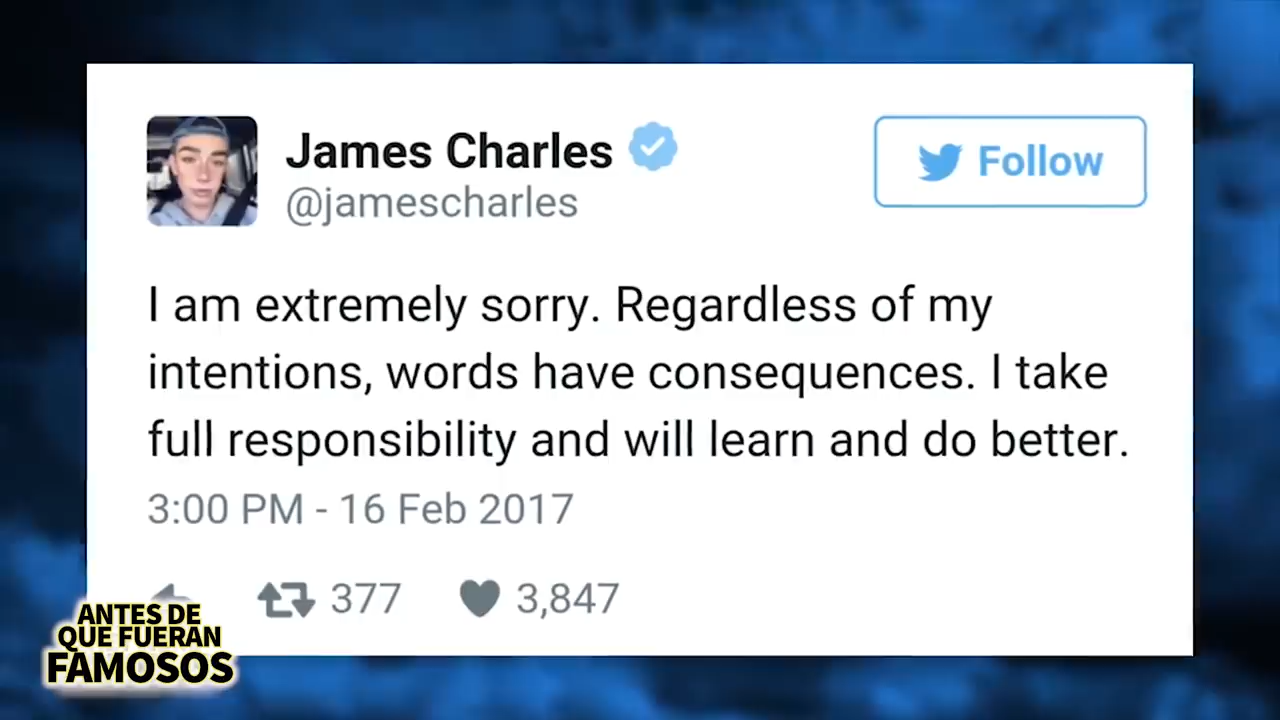 James Charles
@jamescharles
Follow
I am extremely sorry. Regardless of my
intentions, words have consequences. I take
full responsibility and will learn and do better.
3:00 PM - 16 Feb 2017
377 3,847
ANTES DE
QUE FUERAN
FAMOSOS